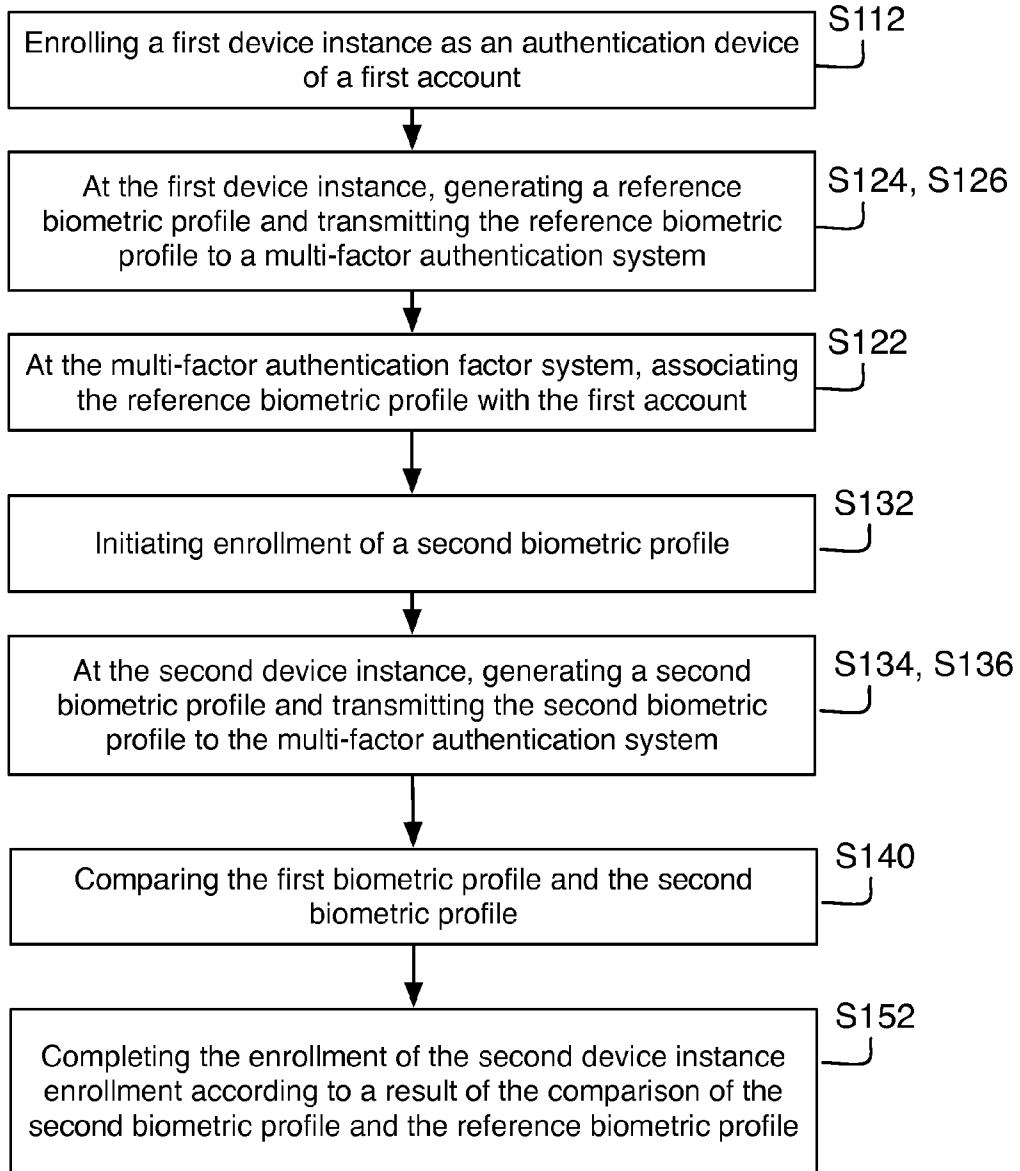 Enrolling a first device instance as an authentication device
of a first account
S112
At the first device instance, generating a reference
biometric profile and transmitting the reference biometric
profile to a multi-factor authentication system
S124, S126
At the multi-factor authentication factor system, associating
the reference biometric profile with the first account
S122
Initiating enrollment of a second biometric profile
S132
At the second device instance, generating a second
biometric profile and transmitting the second biometric
profile to the multi-factor authentication system
S134, S136
Comparing the first biometric profile and the second
biometric profile
S140
Completing the enrollment of the second device instance
enrollment according to a result of the comparison of the
second biometric profile and the reference biometric profile
S152